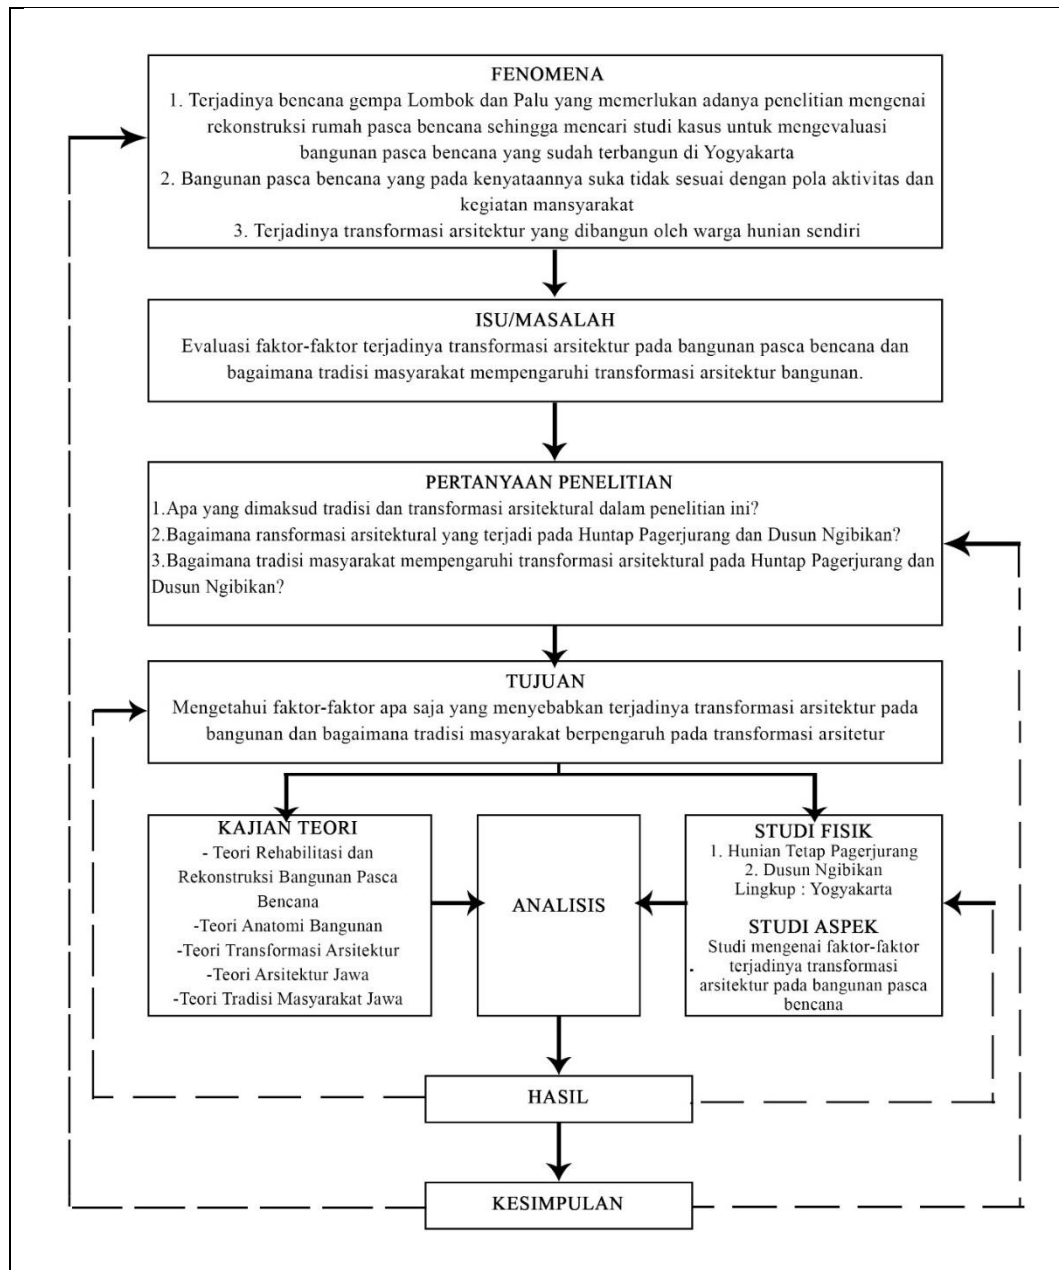 FENOMENA
1. Terjadinya bencana gempa Lombok dan Palu yang memerlukan adanya penelitian mengenai
rekonstruksi rumah pasca bencana sehingga mencari studi kasus untuk mengevaluasi
bangunan pasca bencana yang sudah terbangun di Yogyakarta
2. Bangunan pasca bencana yang pada kenyataannya suka tidak sesuai dengan pola aktivitas dan
kegiatan mansyarakat
3. Terjadinya transformasi arsitektur yang dibangun oleh warga hunian sendiri
ISU/MASALAH
Evaluasi faktor-faktor terjadinya transformasi arsitektur pada bangunan pasca bencana dan
bagaimana tradisi masyarakat mempengaruhi transformasi arsitektur bangunan.
PERTANYAAN PENELITIAN
1.Apa yang dimaksud tradisi dan transformasi arsitektural dalam penelitian ini?
2.Bagaimana ransformasi arsitektural yang terjadi pada Huntap Pagerjurang dan Dusun Ngibikan?
3.Bagaimana tradisi masyarakat mempengaruhi transformasi arsitektural pada Huntap Pagerjurang dan
Dusun Ngibikan?
TUJUAN
Mengetahui faktor-faktor apa saja yang menyebabkan terjadinya transformasi arsitektur pada
bangunan dan bagaimana tradisi masyarakat berpengaruh pada transformasi arsitetur
KAJIAN TEORI
- Teori Rehabilitasi dan
Rekonstruksi Bangunan Pasca
Bencana
-Teori Anatomi Bangunan
-Teori Transformasi Arsitektur
-Teori Arsitektur Jawa
-Teori Tradisi Masyarakat Jawa
ANALISIS
STUDI FISIK
1. Hunian Tetap Pagerjurang
2. Dusun Ngibikan
Lingkup : Yogyakarta
STUDI ASPEK
Studi mengenai faktor-faktor
terjadinya transformasi
arsitektur pada bangunan pasca
bencana
HASIL
KESIMPULAN